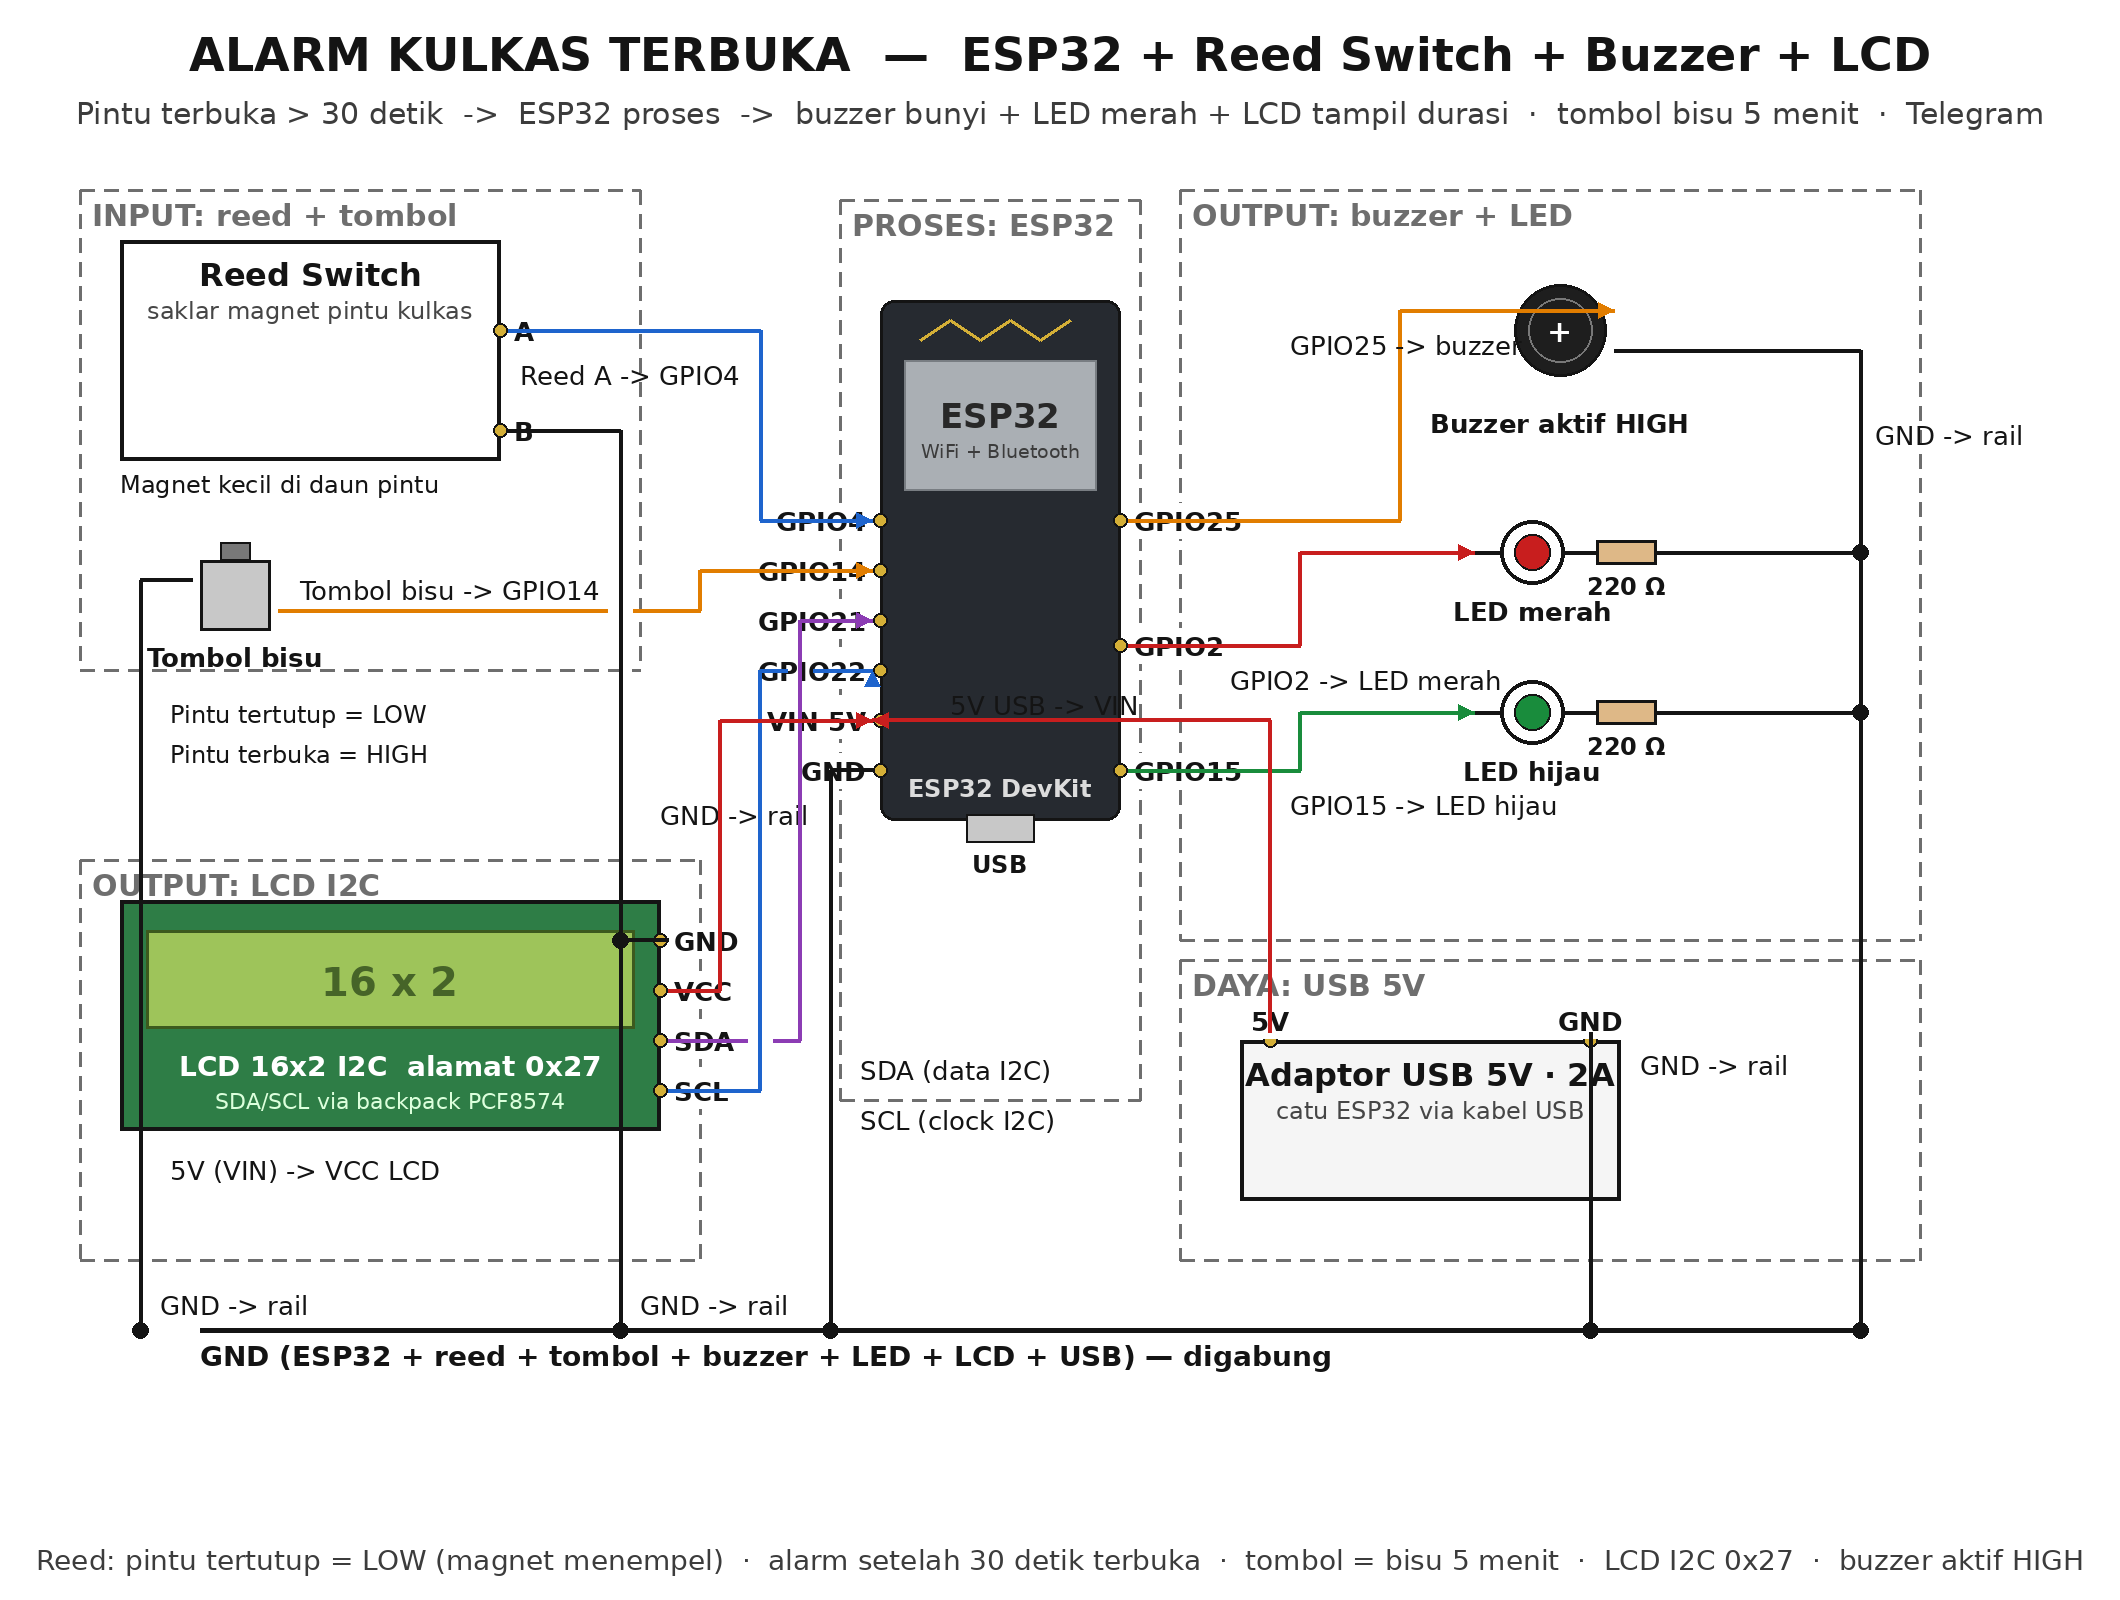 ALARM KULKAS TERBUKA — ESP32 + Reed Switch + Buzzer + LCD
Pintu terbuka > 30 detik -> ESP32 proses -> buzzer bunyi + LED merah + LCD tampil durasi · tombol bisu 5 menit · Telegram
INPUT: reed + tombol
Reed Switch
saklar magnet pintu kulkas
A
Reed A -> GPIO4
B
Magnet kecil di daun pintu
Tombol bisu -> GPIO14
Tombol bisu
Pintu tertutup = LOW
Pintu terbuka = HIGH
PROSES: ESP32
ESP32
WiFi + Bluetooth
GPIO4
GPIO14
GPIO21
GPIO22
VIN 5V
GND
GPIO25
GPIO2
GPIO15
5V USB -> VIN
ESP32 DevKit
USB
GND -> rail
OUTPUT: buzzer + LED
GPIO25 -> buzzer
+
Buzzer aktif HIGH
GND -> rail
220 Ω
LED merah
GPIO2 -> LED merah
220 Ω
LED hijau
GPIO15 -> LED hijau
OUTPUT: LCD I2C
16 x 2
LCD 16x2 I2C alamat 0x27
SDA/SCL via backpack PCF8574
GND
VCC
SDA
SCL
5V (VIN) -> VCC LCD
SDA (data I2C)
SCL (clock I2C)
DAYA: USB 5V
5V
GND
Adaptor USB 5V · 2A
catu ESP32 via kabel USB
GND -> rail
GND -> rail
GND -> rail
GND (ESP32 + reed + tombol + buzzer + LED + LCD + USB) — digabung
Reed: pintu tertutup = LOW (magnet menempel) · alarm setelah 30 detik terbuka · tombol = bisu 5 menit · LCD I2C 0x27 · buzzer aktif HIGH